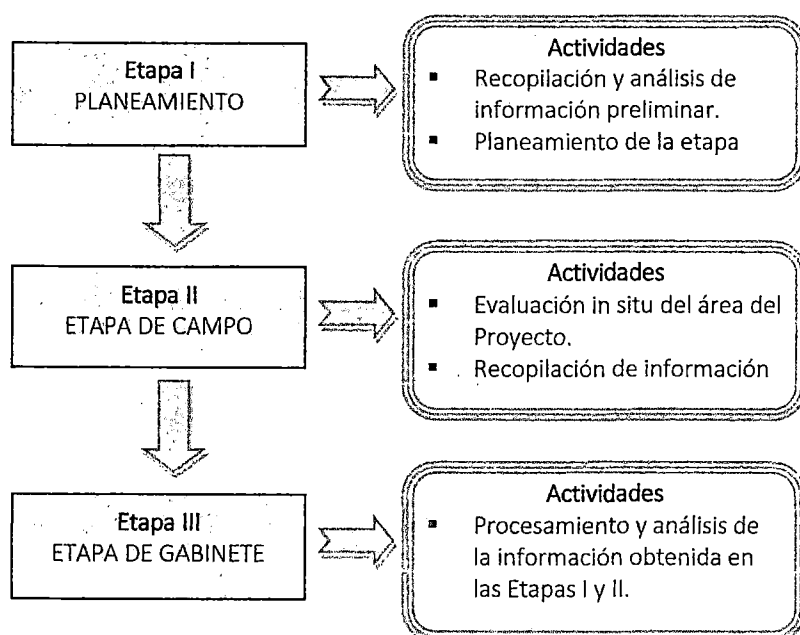 Etapa I
PLANEAMIENTO
Actividades
▪ Recopilación y análisis de
información preliminar.
▪ Planeamiento de la etapa
Etapa II
ETAPA DE CAMPO
Actividades
▪ Evaluación in situ del área del
Proyecto.
▪ Recopilación de información
Etapa III
ETAPA DE GABINETE
Actividades
▪ Procesamiento y análisis de
la información obtenida en
las Etapas I y II.